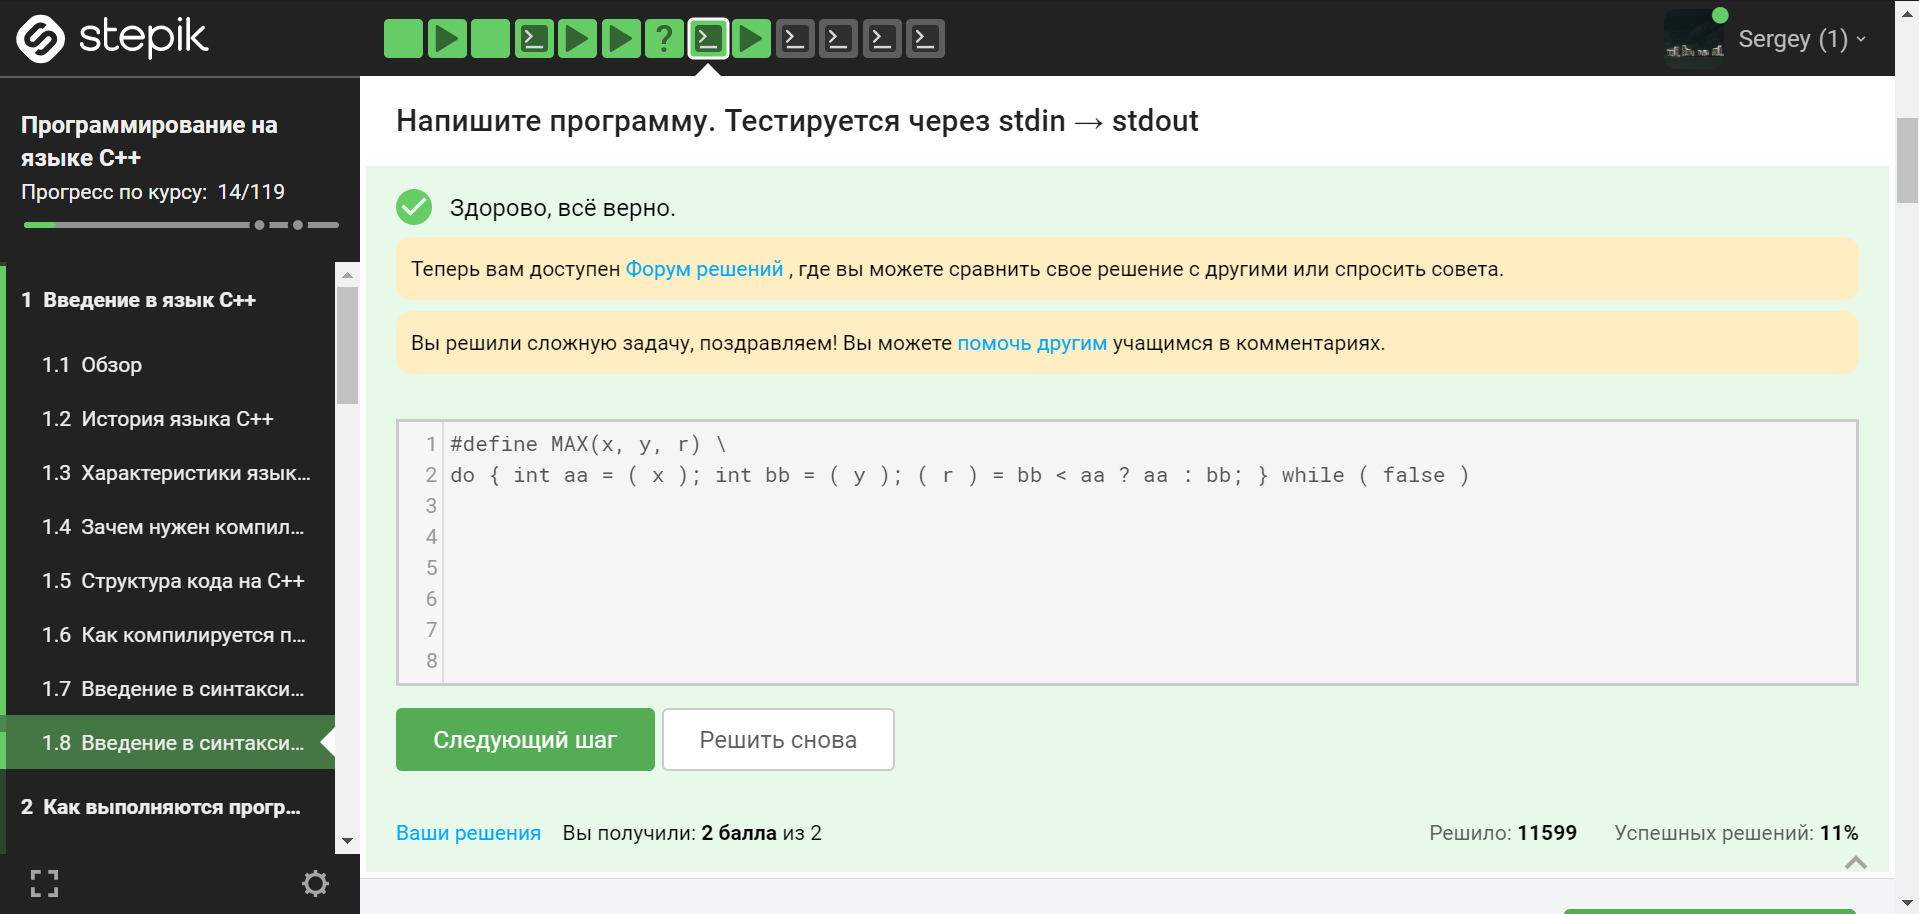 stepik
Sergey (1)
Программирование на
языке C++
Прогресс по курсу: 14/119
1 Введение в язык C++
1.1 Обзор
1.2 История языка C++
1.3 Характеристики язык...
1.4 Зачем нужен компил...
1.5 Структура кода на C++
1.6 Как компилируется п...
1.7 Введение в синтакси...
1.8 Введение в синтакси...
2 Как выполняются прогр...
Напишите программу. Тестируется через stdin → stdout
Здорово, всё верно.
Теперь вам доступен Форум решений , где вы можете сравнить свое решение с другими или спросить совета.
Вы решили сложную задачу, поздравляем! Вы можете помочь другим учащимся в комментариях.
1 #define MAX(x, y, r) \
2 do { int aa = ( x ); int bb = ( y ); ( r ) = bb < aa ? aa : bb; } while ( false )
3
4
5
6
7
8
Следующий шаг
Решить снова
Ваши решения Вы получили: 2 балла из 2
Решило: 11599 Успешных решений: 11%